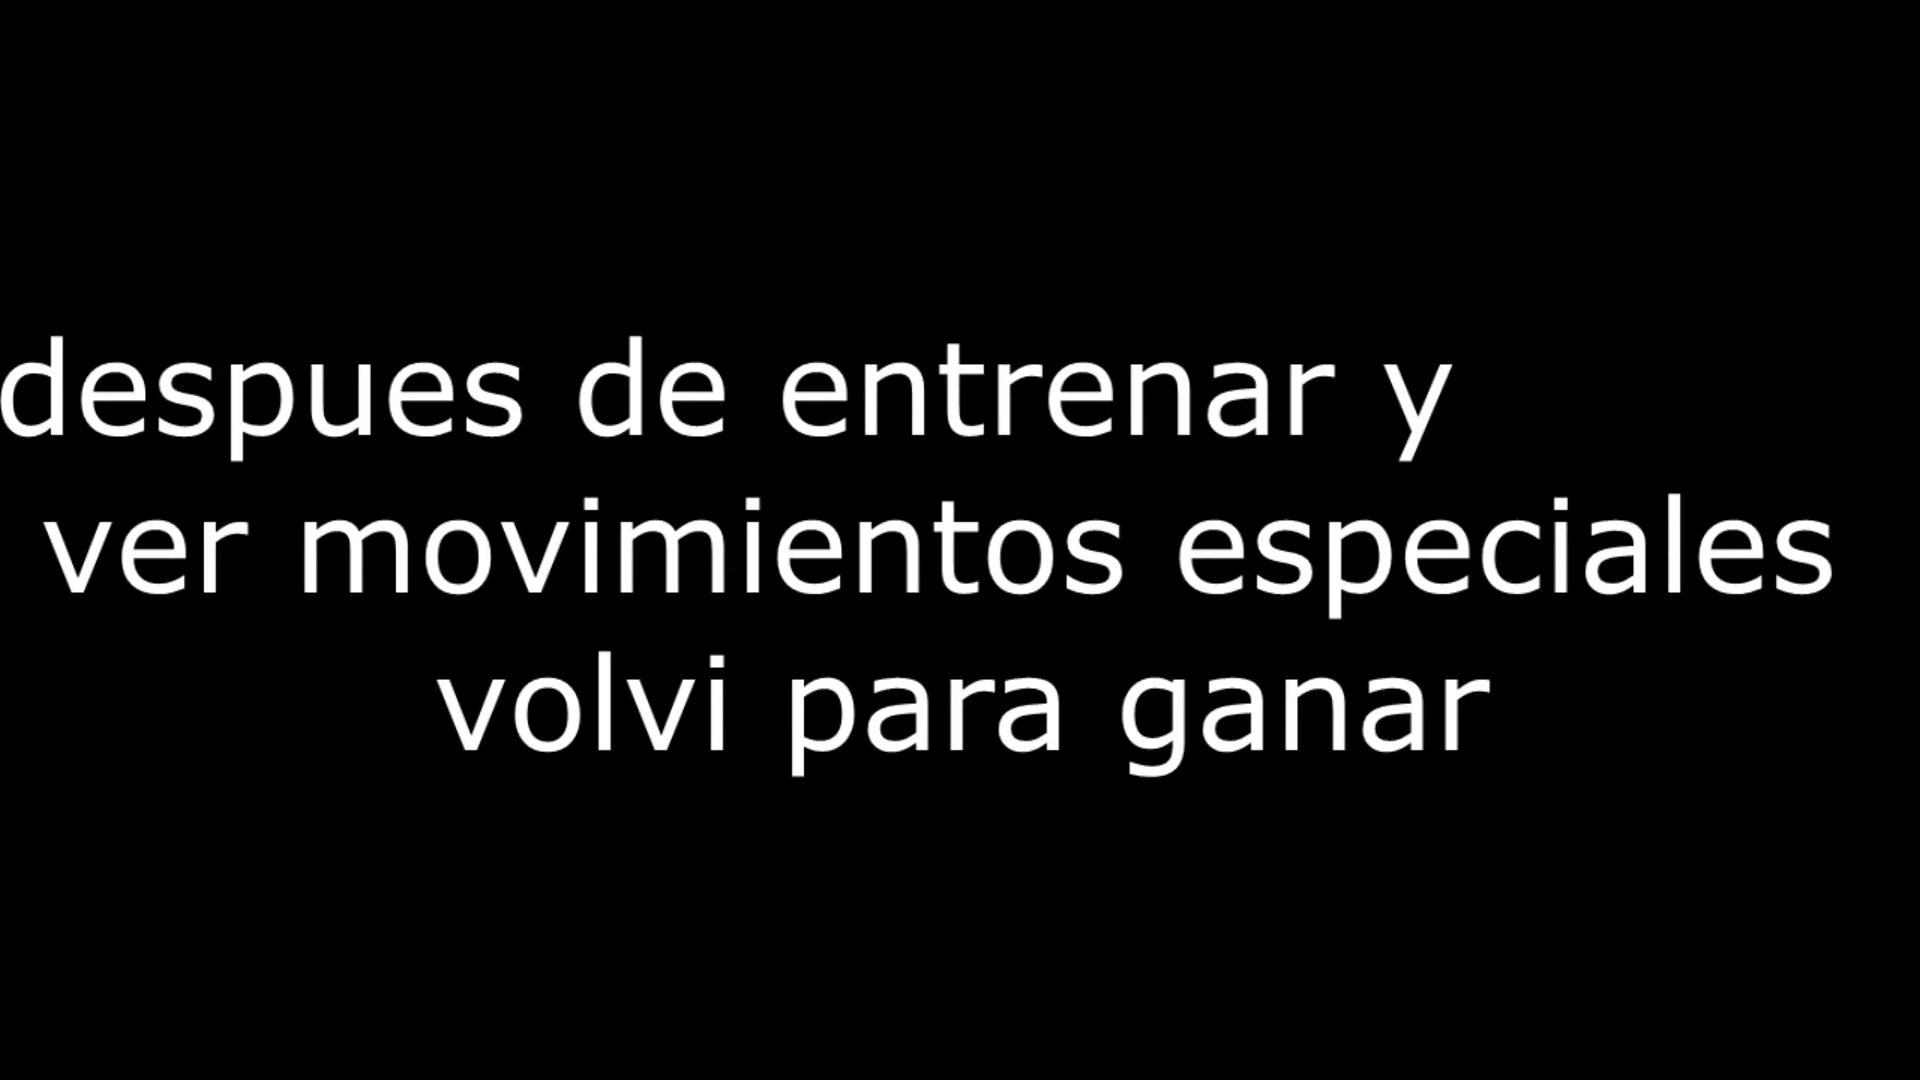 despues de entrenar y
ver movimientos especiales
volvi para ganar